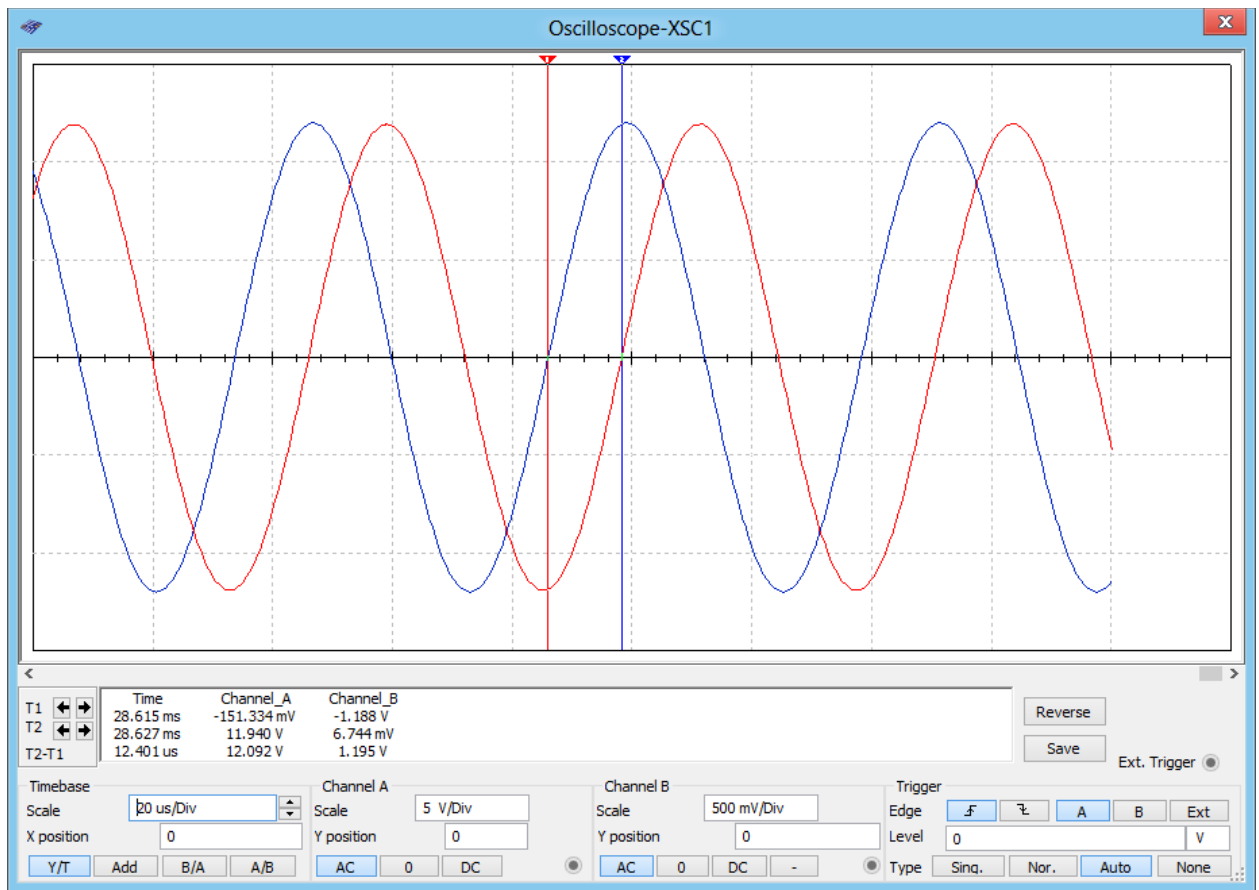 Oscilloscope-XSC1
x
1 2
Time Channel_A Channel_B
T1 28.615 ms -151.334 mV -1.188 V
T2 28.627 ms 11.940 V 6.744 mV
T2-T1 12.401 us 12.092 V 1.195 V
Reverse
Save
Ext. Trigger
Timebase
Scale 20 us/Div
X position 0
Y/T Add B/A A/B
Channel A
Scale 5 V/Div
Y position 0
AC 0 DC
Channel B
Scale 500 mV/Div
Y position 0
AC 0 DC -
Trigger
Edge A B Ext
Level 0 V
Type Sing. Nor. Auto None